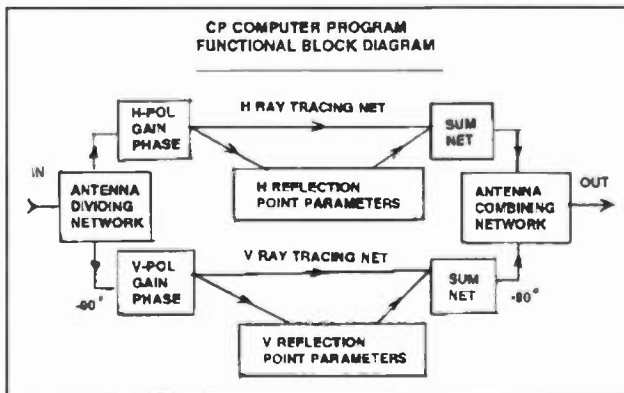 CP COMPUTER PROGRAM
FUNCTIONAL BLOCK DIAGRAM
H-POL
GAIN
PHASE
H RAY TRACING NET
SUM
NET
IN
ANTENNA
DIVIDING
NETWORK
H REFLECTION
POINT PARAMETERS
ANTENNA
COMBINING
NETWORK
OUT
-90°
V-POL
GAIN
PHASE
V RAY TRACING NET
SUM
NET
-90°
V REFLECTION
POINT PARAMETERS